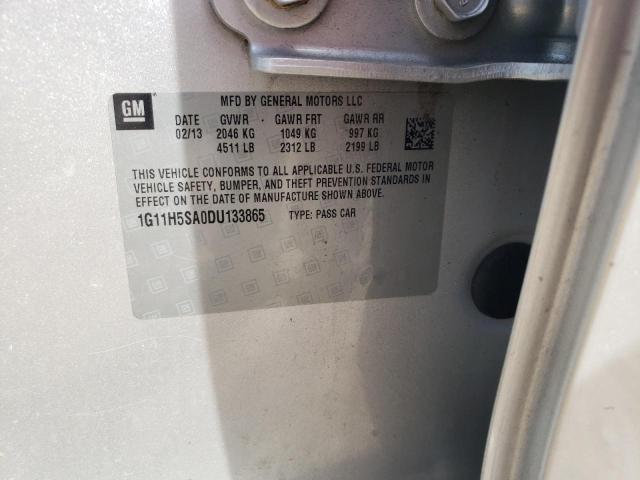 GM
MFD BY GENERAL MOTORS LLC
DATE GVWR GAWR FRT GAWR RR
02/13 2046 KG 1049 KG 997 KG
4511 LB 2312 LB 2199 LB
THIS VEHICLE CONFORMS TO ALL APPLICABLE U.S. FEDERAL MOTOR
VEHICLE SAFETY, BUMPER, AND THEFT PREVENTION STANDARDS IN
EFFECT ON THE DATE OF MANUFACTURE SHOWN ABOVE.
1G11H5SA0DU133865 TYPE: PASS CAR